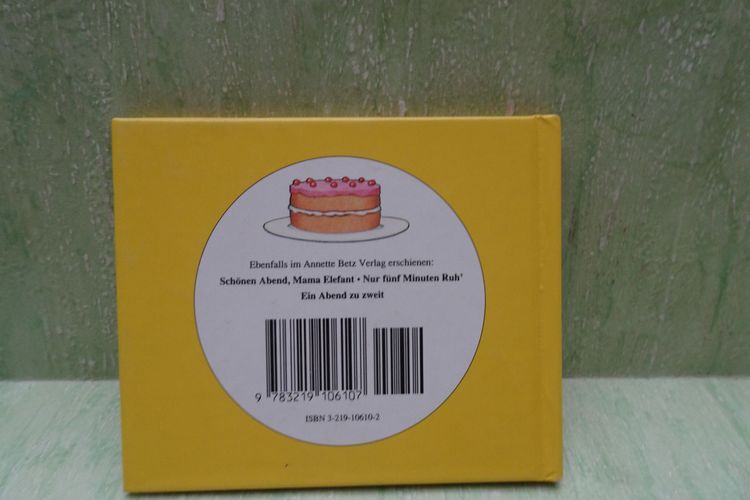 Ebenfalls im Annette Betz Verlag erschienen:
Schönen Abend, Mama Elefant • Nur fünf Minuten Ruh'
Ein Abend zu zweit
9 783219 106107
ISBN 3-219-10610-2